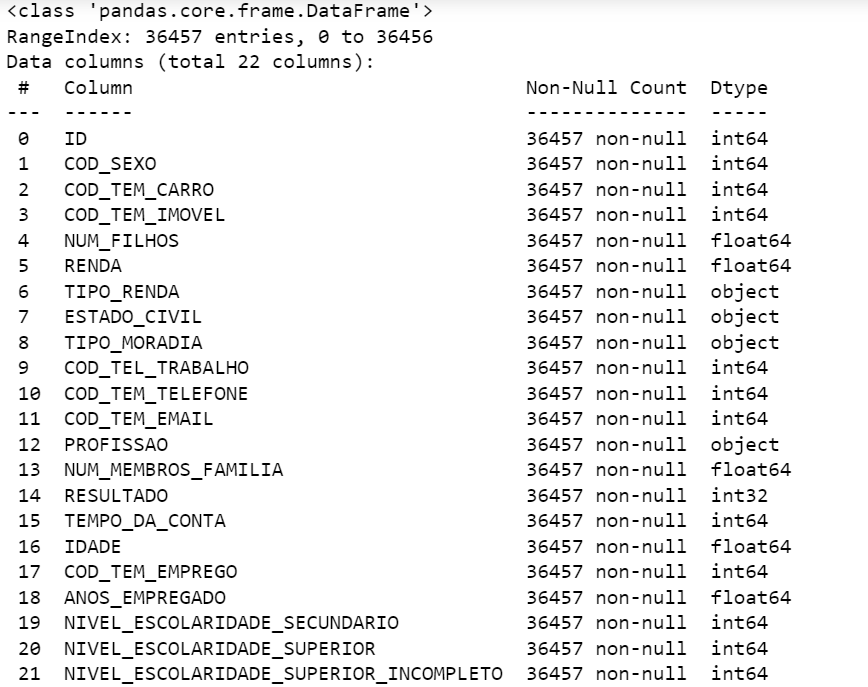 <class 'pandas.core.frame.DataFrame'>
RangeIndex: 36457 entries, 0 to 36456
Data columns (total 22 columns):
 #   Column                                  Non-Null Count  Dtype
---  ------                                  --------------  -----
 0   ID                                      36457 non-null  int64
 1   COD_SEXO                                36457 non-null  int64
 2   COD_TEM_CARRO                           36457 non-null  int64
 3   COD_TEM_IMOVEL                          36457 non-null  int64
 4   NUM_FILHOS                              36457 non-null  float64
 5   RENDA                                   36457 non-null  float64
 6   TIPO_RENDA                              36457 non-null  object
 7   ESTADO_CIVIL                            36457 non-null  object
 8   TIPO_MORADIA                            36457 non-null  object
 9   COD_TEL_TRABALHO                        36457 non-null  int64
 10  COD_TEM_TELEFONE                        36457 non-null  int64
 11  COD_TEM_EMAIL                           36457 non-null  int64
 12  PROFISSAO                               36457 non-null  object
 13  NUM_MEMBROS_FAMILIA                     36457 non-null  float64
 14  RESULTADO                               36457 non-null  int32
 15  TEMPO_DA_CONTA                          36457 non-null  int64
 16  IDADE                                   36457 non-null  float64
 17  COD_TEM_EMPREGO                         36457 non-null  int64
 18  ANOS_EMPREGADO                          36457 non-null  float64
 19  NIVEL_ESCOLARIDADE_SECUNDARIO           36457 non-null  int64
 20  NIVEL_ESCOLARIDADE_SUPERIOR             36457 non-null  int64
 21  NIVEL_ESCOLARIDADE_SUPERIOR_INCOMPLETO  36457 non-null  int64